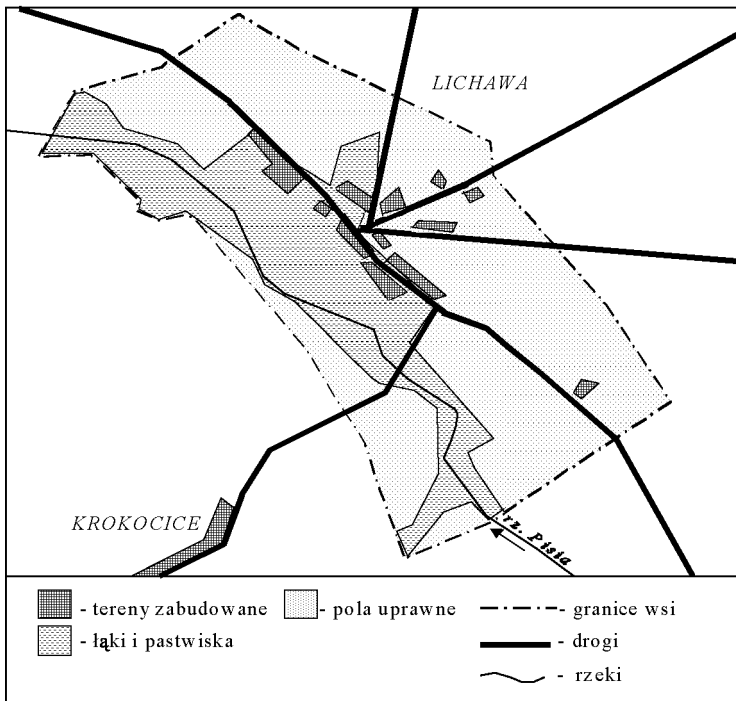 LICHAWA
KROKOCICE
rz. Pisia
- tereny zabudowane
- pola uprawne
- granice wsi
- łąki i pastwiska
- drogi
- rzeki